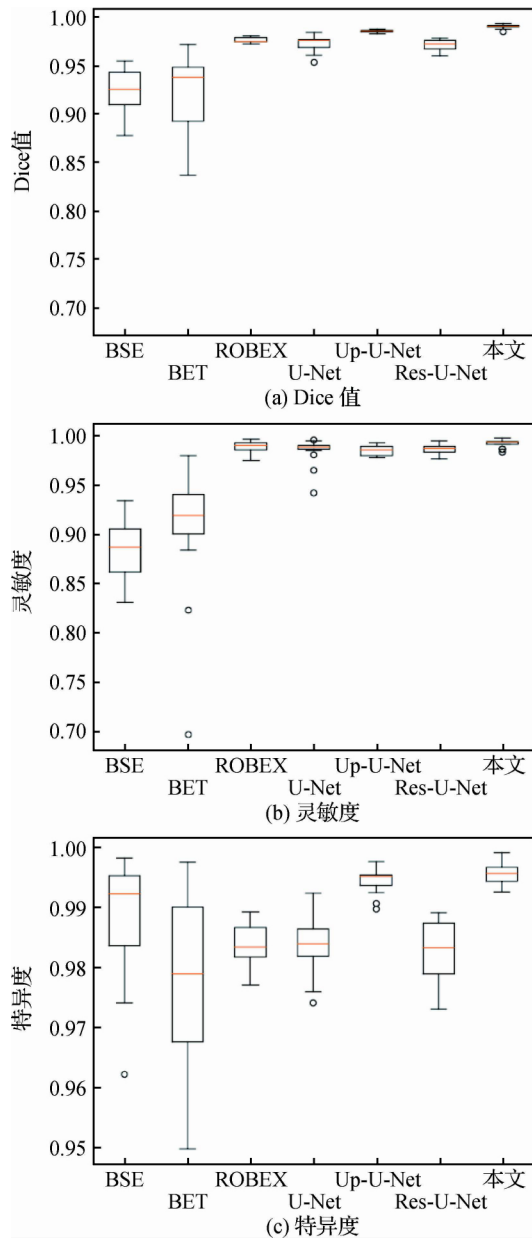 1.00
0.95
0.90
0.85
0.80
0.75
0.70
Dice值
BSE ROBEX Up-U-Net 本文
BET U-Net Res-U-Net
(a) Dice 值
1.00
0.95
0.90
0.85
0.80
0.75
0.70
灵敏度
BSE ROBEX Up-U-Net 本文
BET U-Net Res-U-Net
(b) 灵敏度
1.00
0.99
0.98
0.97
0.96
0.95
特异度
BSE ROBEX Up-U-Net 本文
BET U-Net Res-U-Net
(c) 特异度